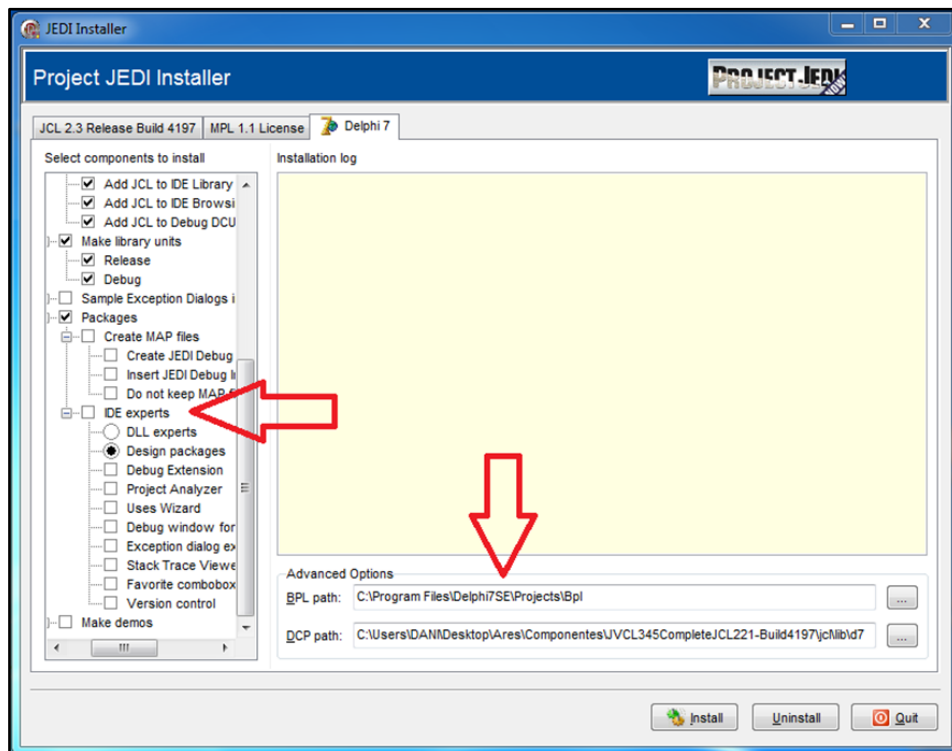 JEDI Installer
Project JEDI Installer
PROJECT JEDI
JCL 2.3 Release Build 4197 MPL 1.1 License Delphi 7
Select components to install
Installation log
Add JCL to IDE Library
Add JCL to IDE Browsi
Add JCL to Debug DCU
Make library units
Release
Debug
Sample Exception Dialogs i
Packages
Create MAP files
Create JEDI Debug
Insert JEDI Debug I
Do not keep MAP
IDE experts
DLL experts
Design packages
Debug Extension
Project Analyzer
Uses Wizard
Debug window for
Exception dialog ex
Stack Trace Viewe
Favorite combobox
Version control
Make demos
Advanced Options
BPL path: C:\Program Files\Delphi7SE\Projects\Bpl ...
DCP path: C:\Users\DANI\Desktop\Ares\Componentes\JVCL345CompleteJCL221-Build4197\jcl\lib\d7 ...
Install Uninstall Quit